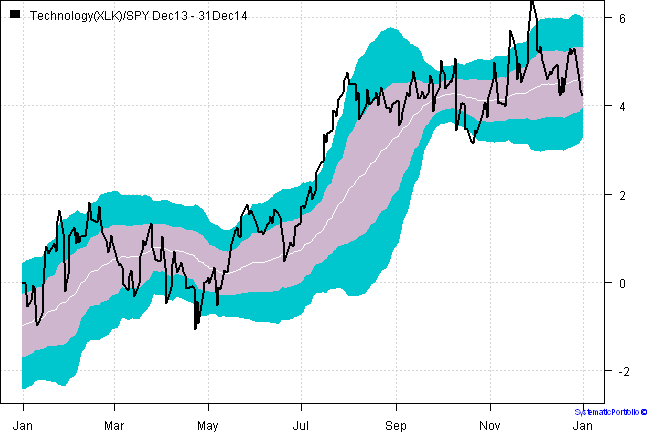 Technology(XLK)/SPY Dec13 - 31Dec14
6
4
2
0
-2
Jan Mar May Jul Sep Nov Jan
SystematicPortfolio ©